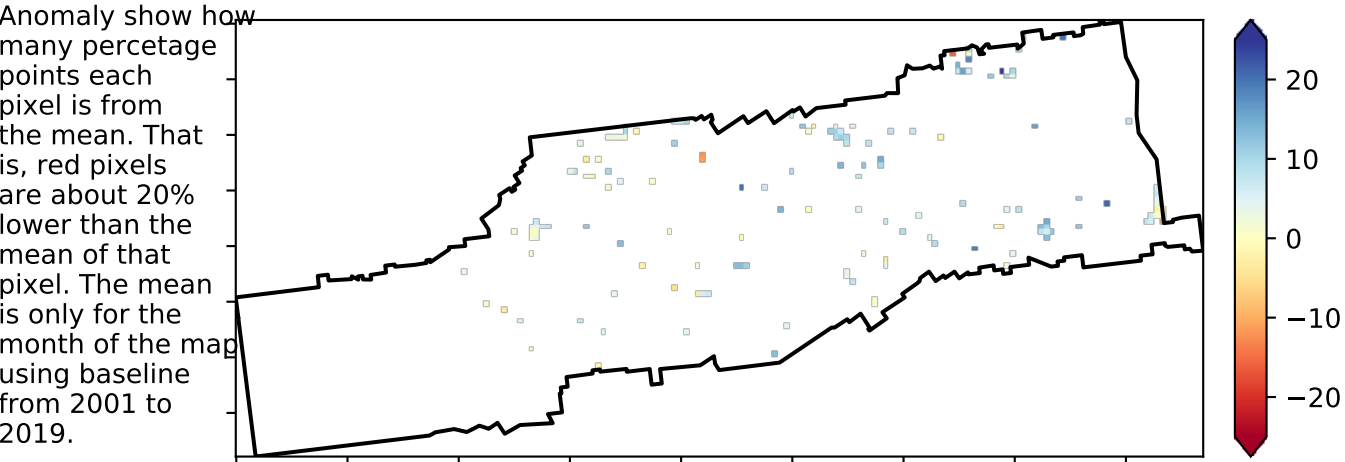 Anomaly show how
many percetage
points each
pixel is from
the mean. That
is, red pixels
are about 20%
lower than the
mean of that
pixel. The mean
is only for the
month of the map
using baseline
from 2001 to
2019.
20
10
0
−10
−20